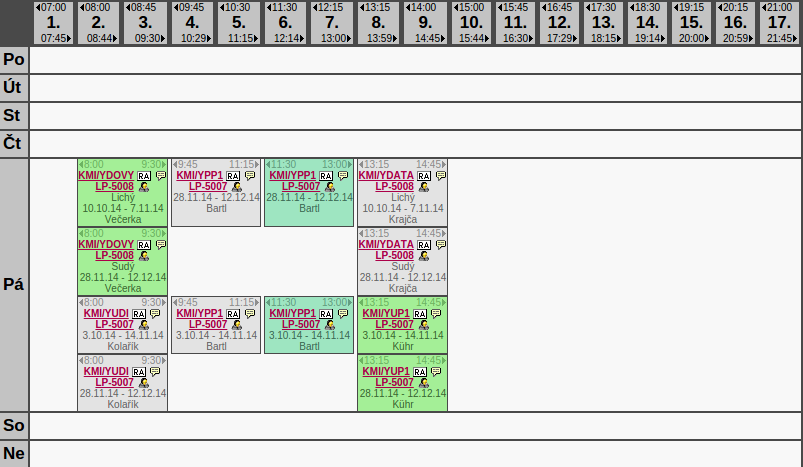 07:00 08:00 08:45 09:45 10:30 11:30 12:15 13:15 14:00 15:00 15:45 16:45 17:30 18:30 19:15 20:15 21:00
1. 2. 3. 4. 5. 6. 7. 8. 9. 10. 11. 12. 13. 14. 15. 16. 17.
07:45 08:44 09:30 10:29 11:15 12:14 13:00 13:59 14:45 15:44 16:30 17:29 18:15 19:14 20:00 20:59 21:45
Po
Út
St
Čt
Pá
8:00 9:30
KMI/YDOVY RA
LP-5008
Lichý
10.10.14 - 7.11.14
Večerka
9:45 11:15
KMI/YPP1 RA
LP-5007
28.11.14 - 12.12.14
Bartl
11:30 13:00
KMI/YPP1 RA
LP-5007
28.11.14 - 12.12.14
Bartl
13:15 14:45
KMI/YDATA RA
LP-5008
Lichý
10.10.14 - 7.11.14
Krajča
8:00 9:30
KMI/YDOVY RA
LP-5008
Sudý
28.11.14 - 12.12.14
Večerka
13:15 14:45
KMI/YDATA RA
LP-5008
Sudý
28.11.14 - 12.12.14
Krajča
8:00 9:30
KMI/YUDI RA
LP-5007
3.10.14 - 14.11.14
Kolařík
9:45 11:15
KMI/YPP1 RA
LP-5007
3.10.14 - 14.11.14
Bartl
11:30 13:00
KMI/YPP1 RA
LP-5007
3.10.14 - 14.11.14
Bartl
13:15 14:45
KMI/YUP1 RA
LP-5007
3.10.14 - 14.11.14
Kühr
8:00 9:30
KMI/YUDI RA
LP-5007
28.11.14 - 12.12.14
Kolařík
13:15 14:45
KMI/YUP1 RA
LP-5007
28.11.14 - 12.12.14
Kühr
So
Ne